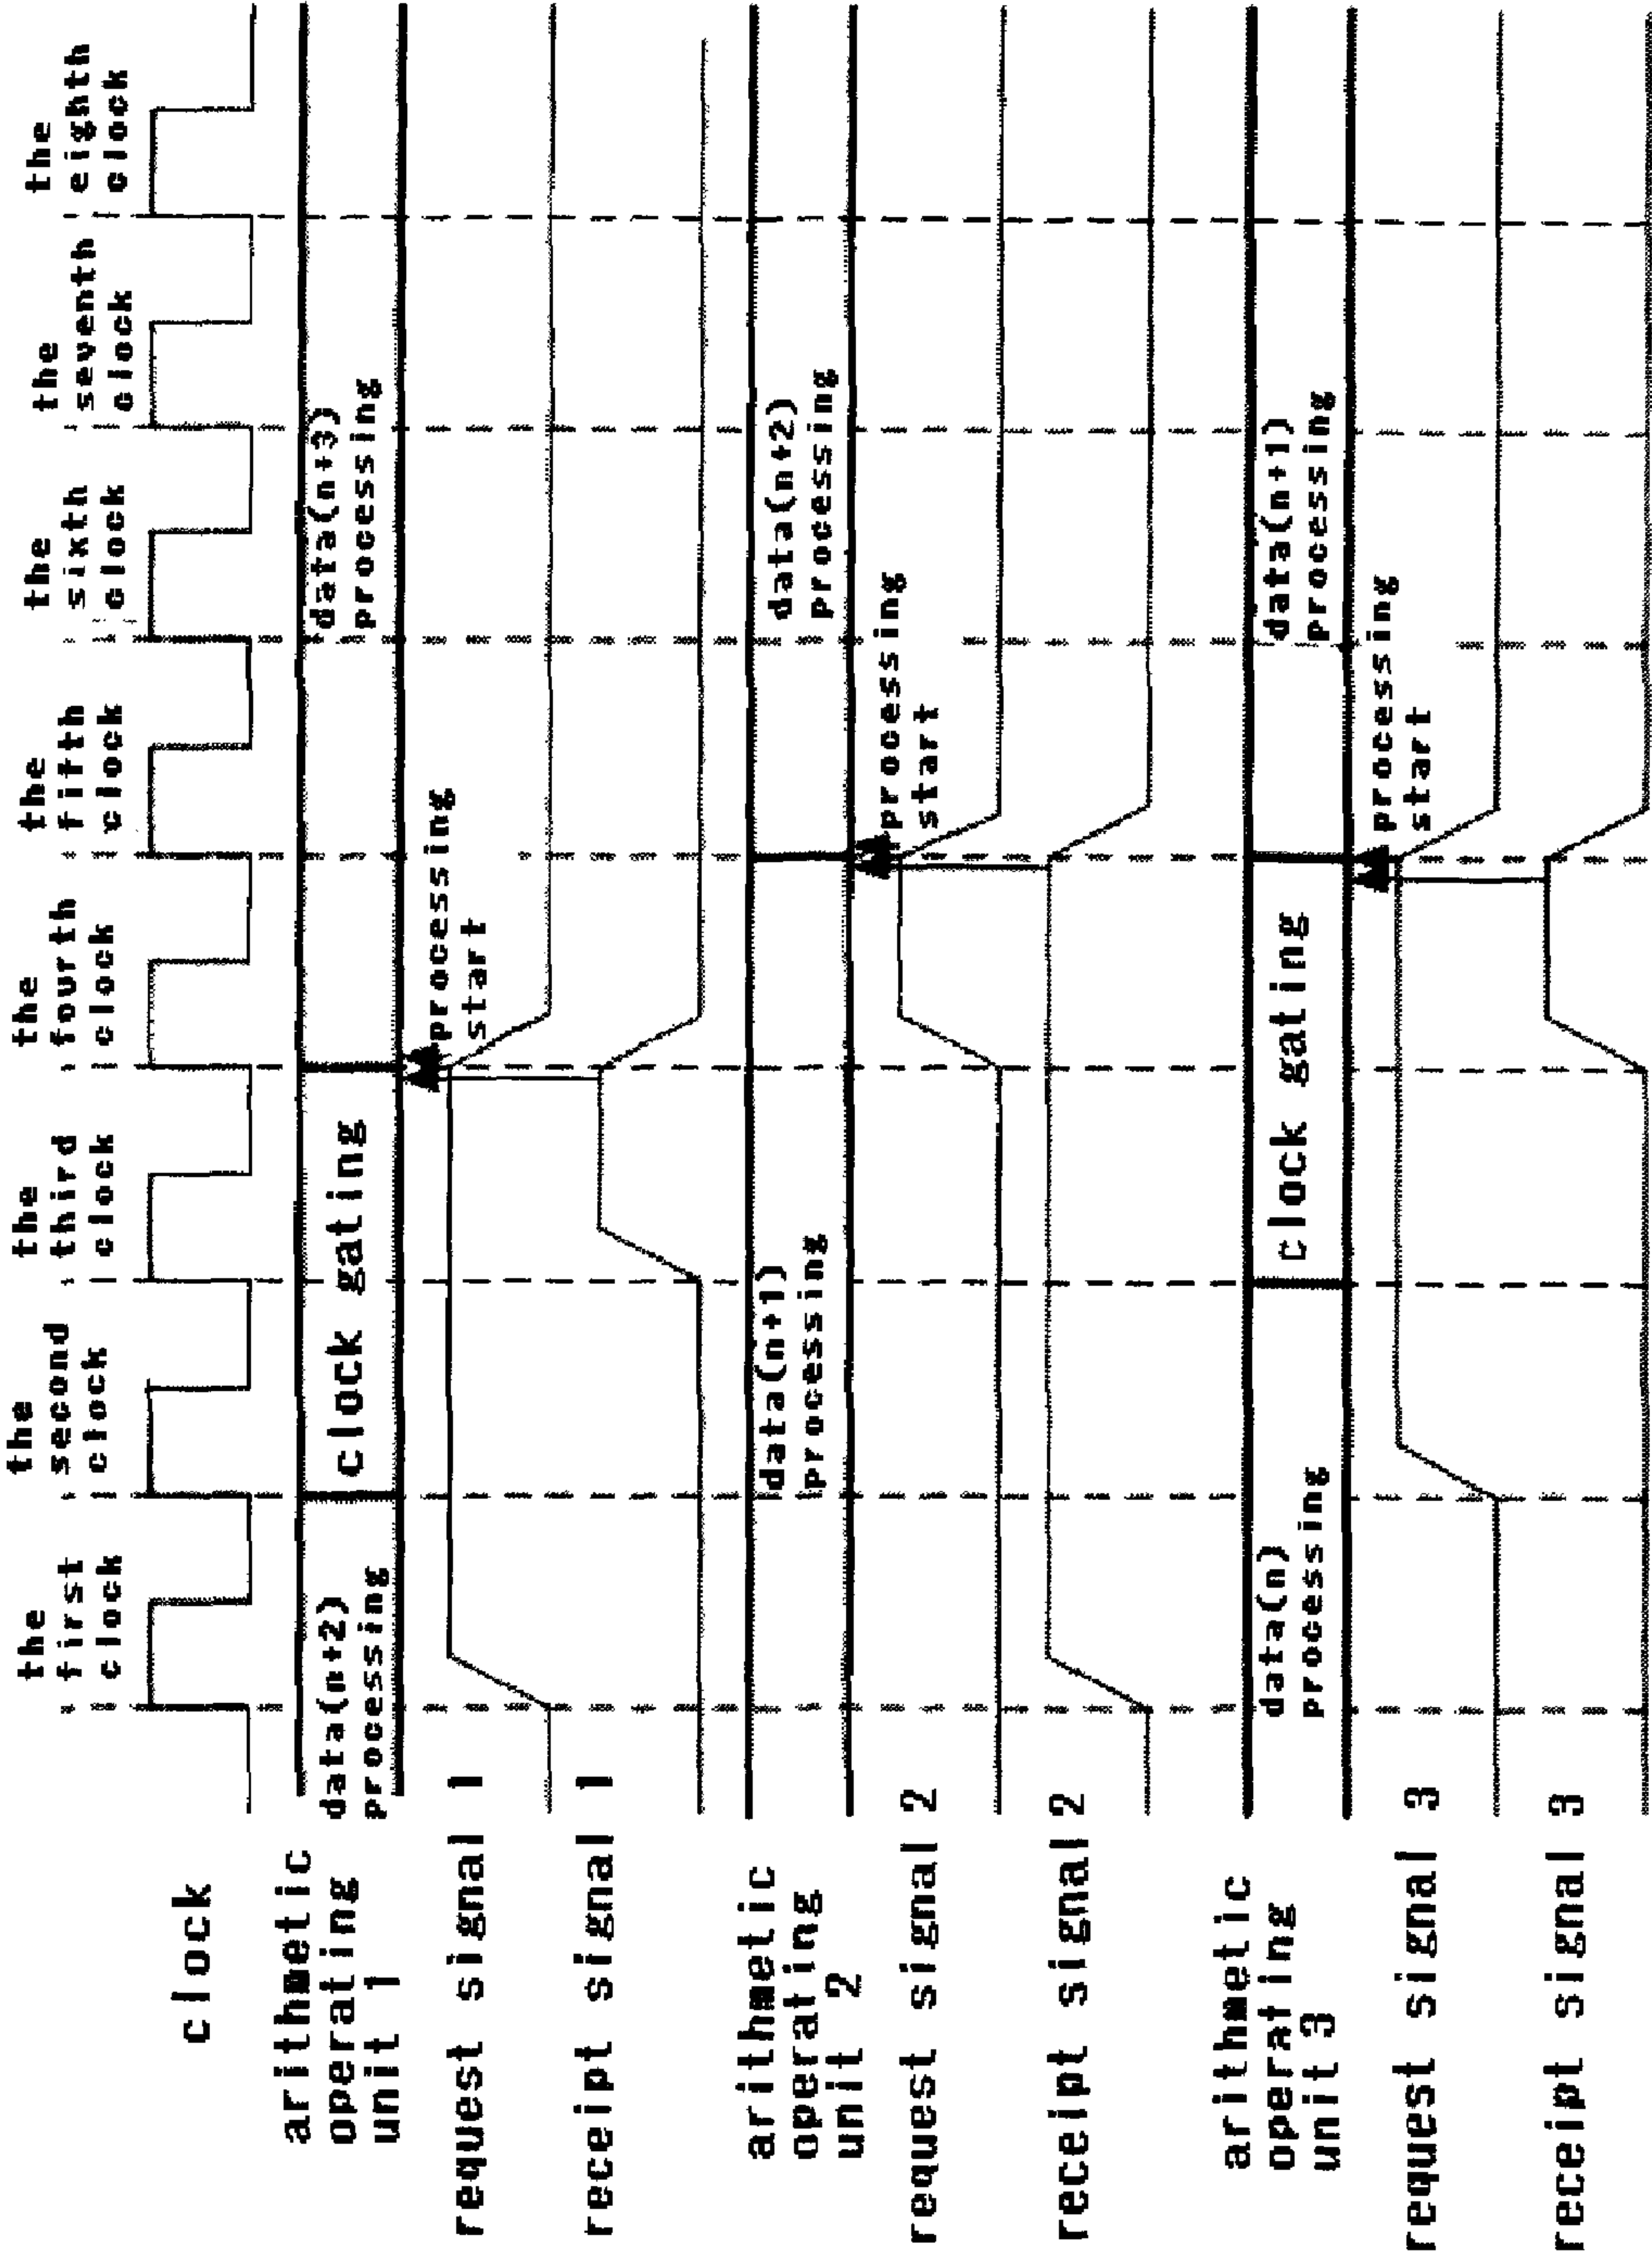 the
first
clock
the
second
clock
the
third
clock
the
fourth
clock
the
fifth
clock
the
sixth
clock
the
seventh
clock
the
eighth
clock
clock
arithmetic
operating
unit 1
data(n+2)
processing
clock gating
data(n+3)
processing
request signal 1
processing
start
receipt signal 1
arithmetic
operating
unit 2
data(n+1)
processing
data(n+2)
processing
request signal 2
processing
start
receipt signal 2
arithmetic
operating
unit 3
data(n)
processing
clock gating
data(n+1)
processing
request signal 3
processing
start
receipt signal 3